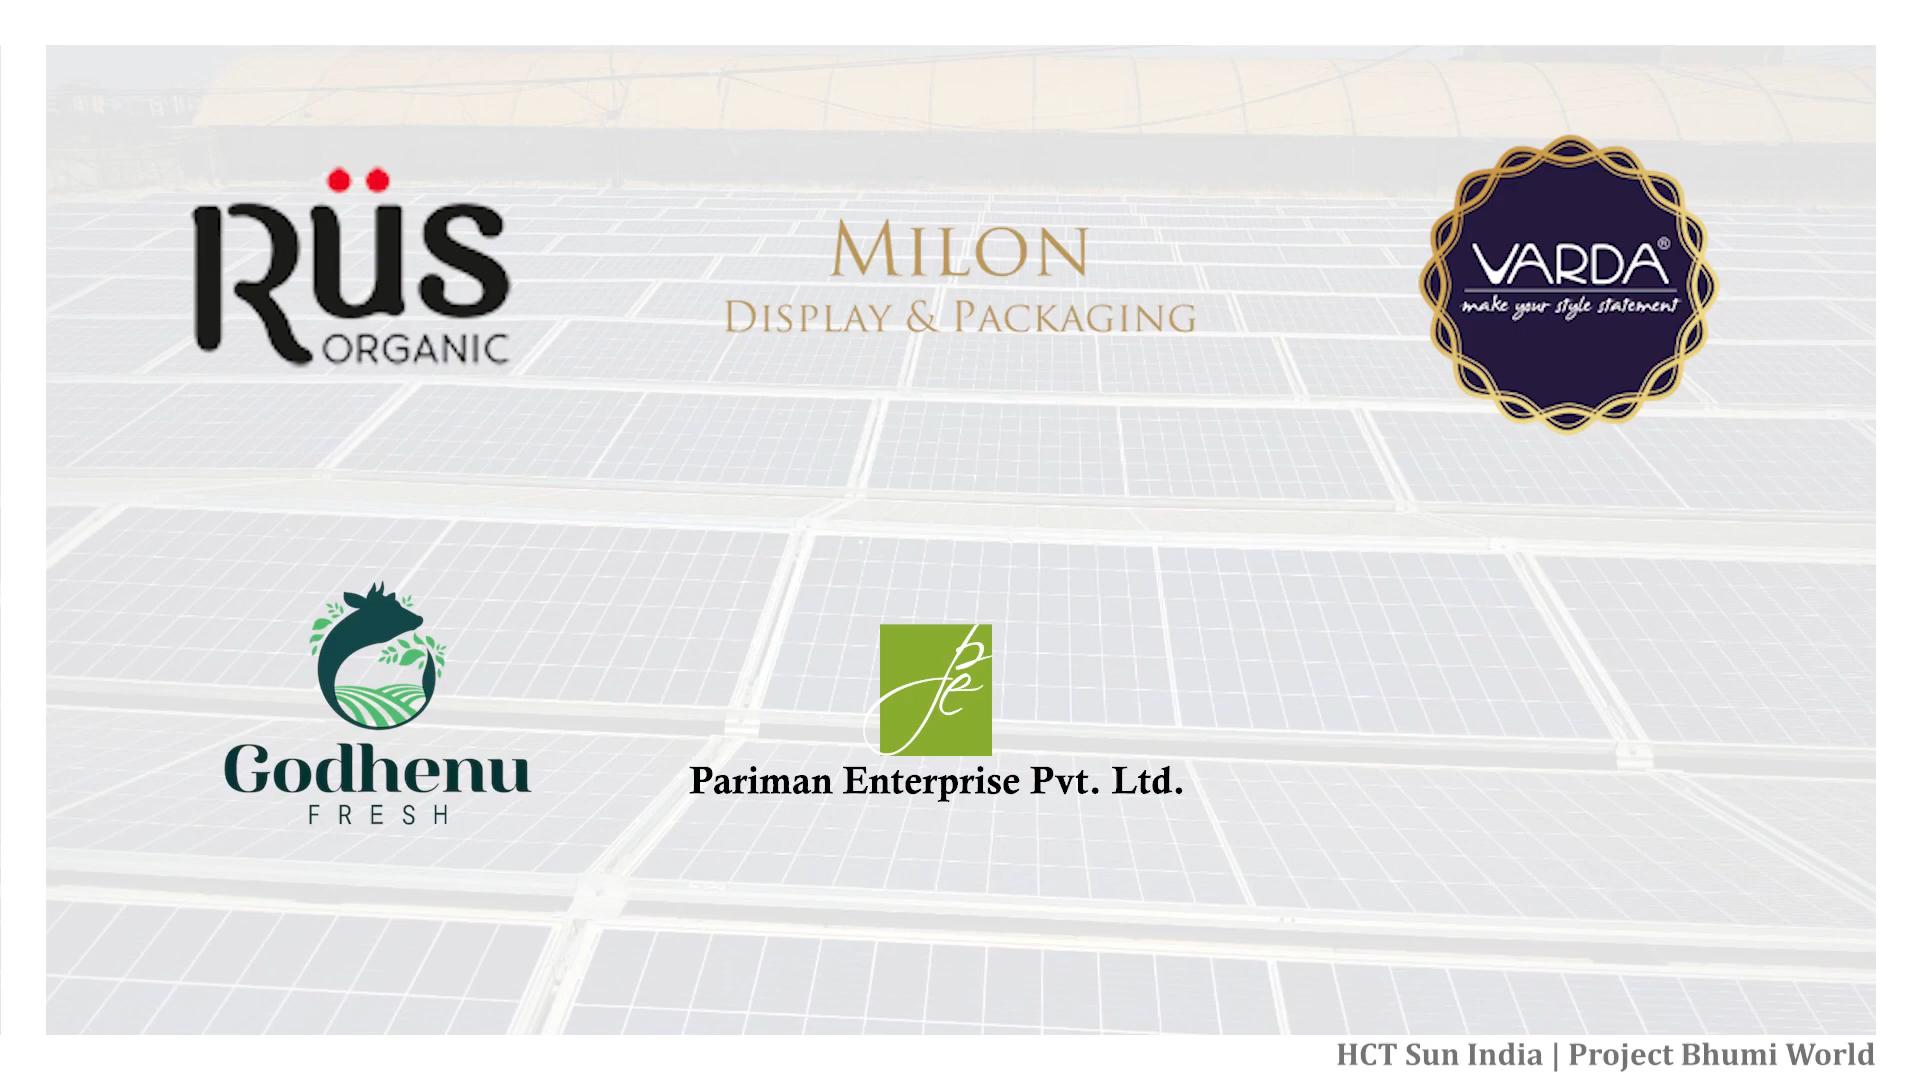 Rüs
ORGANIC
MILON
DISPLAY & PACKAGING
VARDA®
make your style statement
Godhenu
FRESH
pe
Pariman Enterprise Pvt. Ltd.
HCT Sun India | Project Bhumi World